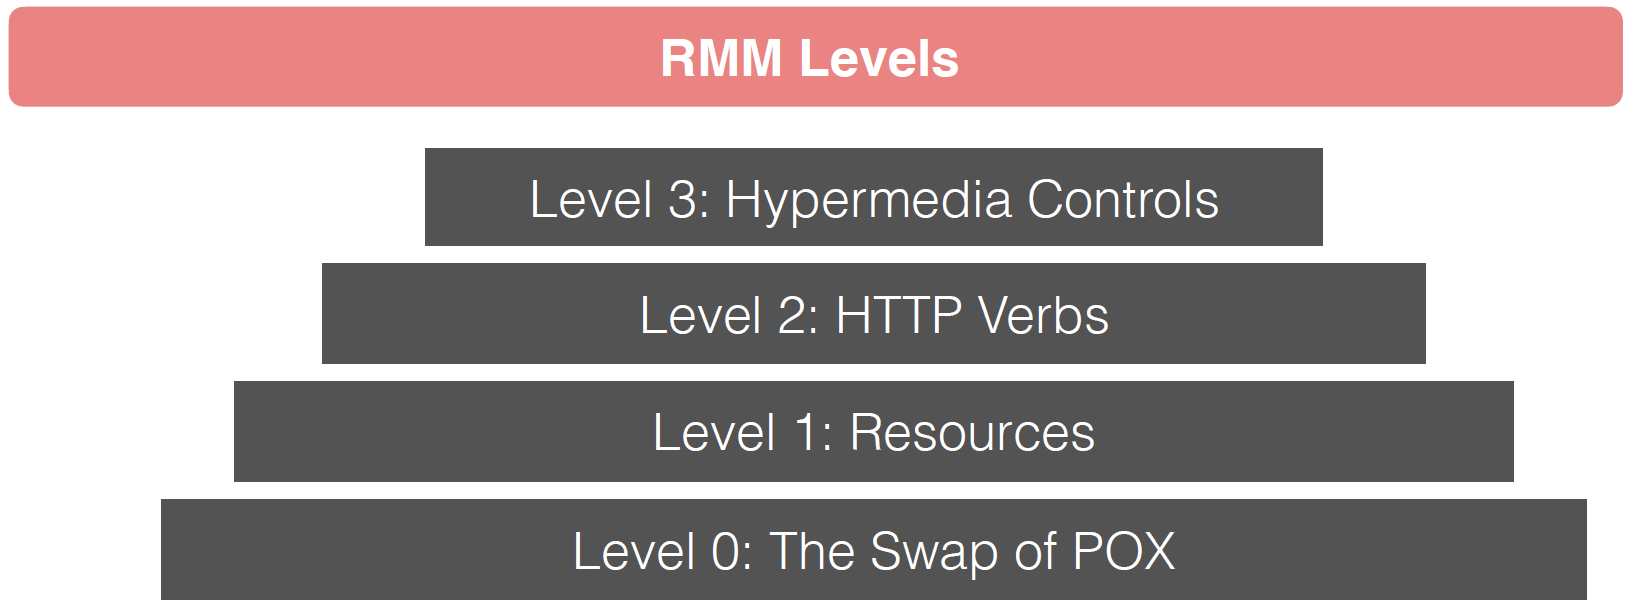 RMM Levels
Level 3: Hypermedia Controls
Level 2: HTTP Verbs
Level 1: Resources
Level 0: The Swap of POX